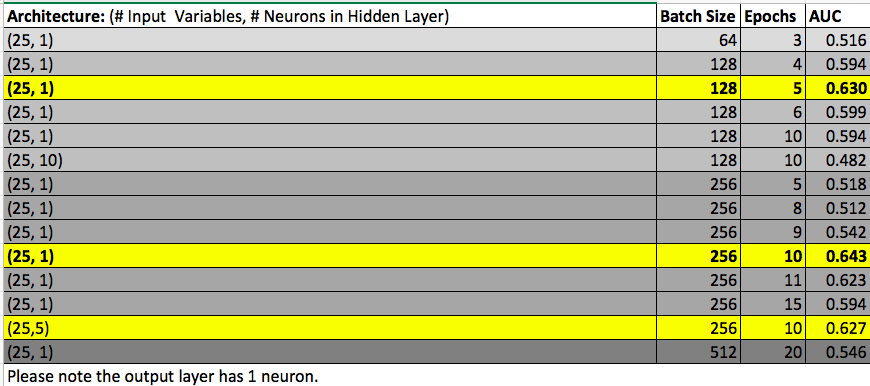 Architecture: (# Input  Variables, # Neurons in Hidden Layer) Batch Size Epochs AUC
(25, 1) 64 3 0.516
(25, 1) 128 4 0.594
(25, 1) 128 5 0.630
(25, 1) 128 6 0.599
(25, 1) 128 10 0.594
(25, 10) 128 10 0.482
(25, 1) 256 5 0.518
(25, 1) 256 8 0.512
(25, 1) 256 9 0.542
(25, 1) 256 10 0.643
(25, 1) 256 11 0.623
(25, 1) 256 15 0.594
(25,5) 256 10 0.627
(25, 1) 512 20 0.546
Please note the output layer has 1 neuron.